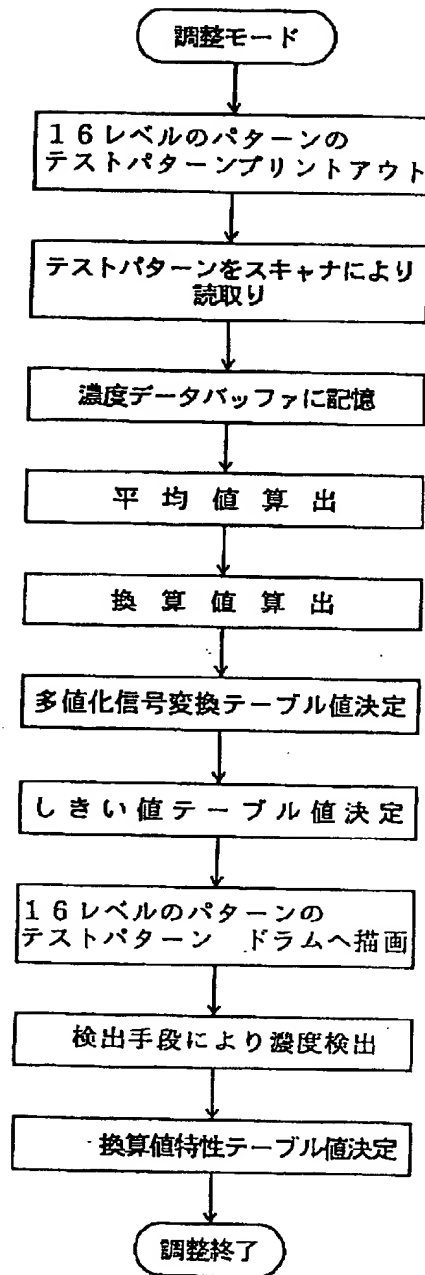 調整モード
１６レベルのパターンの
テストパターンプリントアウト
テストパターンをスキャナにより
読取り
濃度データバッファに記憶
平均値算出
換算値算出
多値化信号変換テーブル値決定
しきい値テーブル値決定
１６レベルのパターンの
テストパターン　ドラムへ描画
検出手段により濃度検出
換算値特性テーブル値決定
調整終了